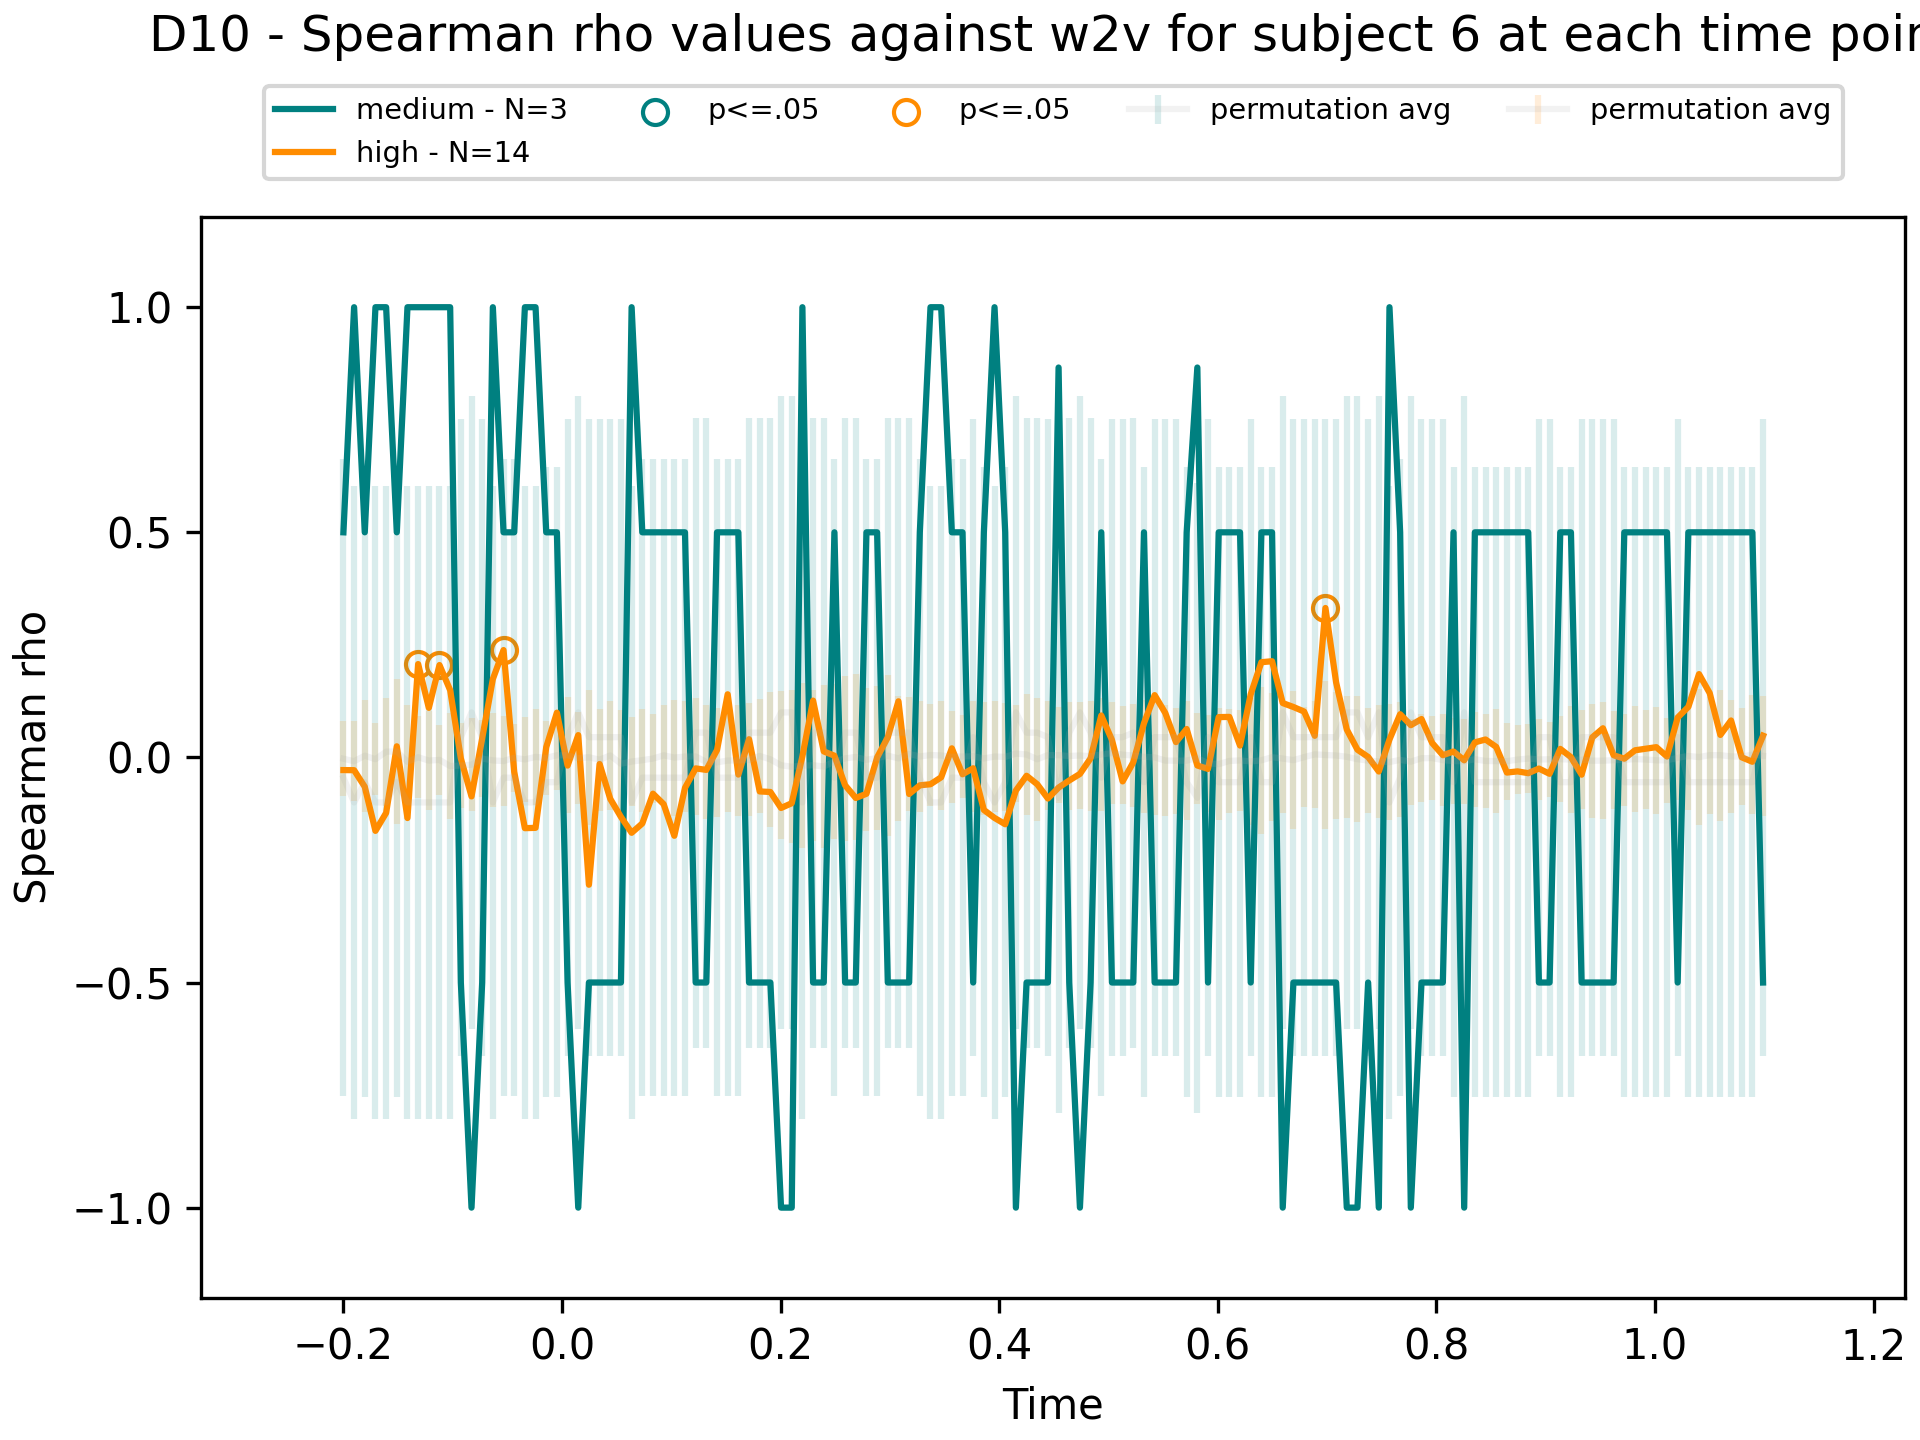 D10 - Spearman rho values against w2v for subject 6 at each time
medium - N=3
high - N=14
p<=.05
p<=.05
permutation avg
permutation avg
1.0
0.5
0.0
−0.5
−1.0
Spearman rho
−0.2 0.0 0.2 0.4 0.6 0.8 1.0 1.2
Time